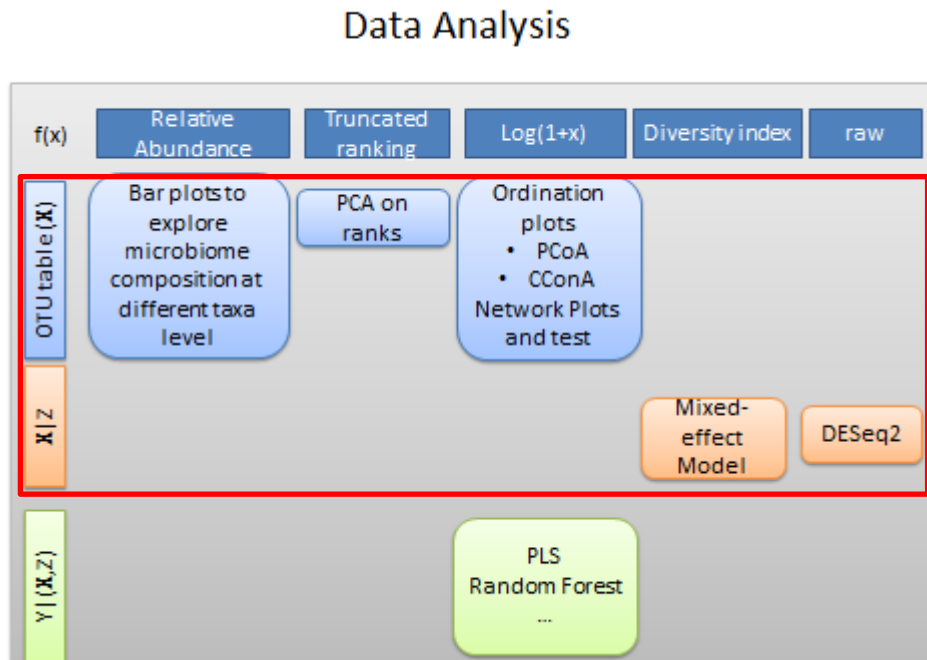 Data Analysis
f(x)
Relative
Abundance
Truncated
ranking
Log(1+x)
Diversity index
raw
OTU table (X)
Bar plots to
explore
microbiome
composition at
different taxa
level
PCA on
ranks
Ordination
plots
• PCoA
• CConA
Network Plots
and test
X|Z
Mixed-
effect
Model
DESeq2
Y|(X,Z)
PLS
Random Forest
...